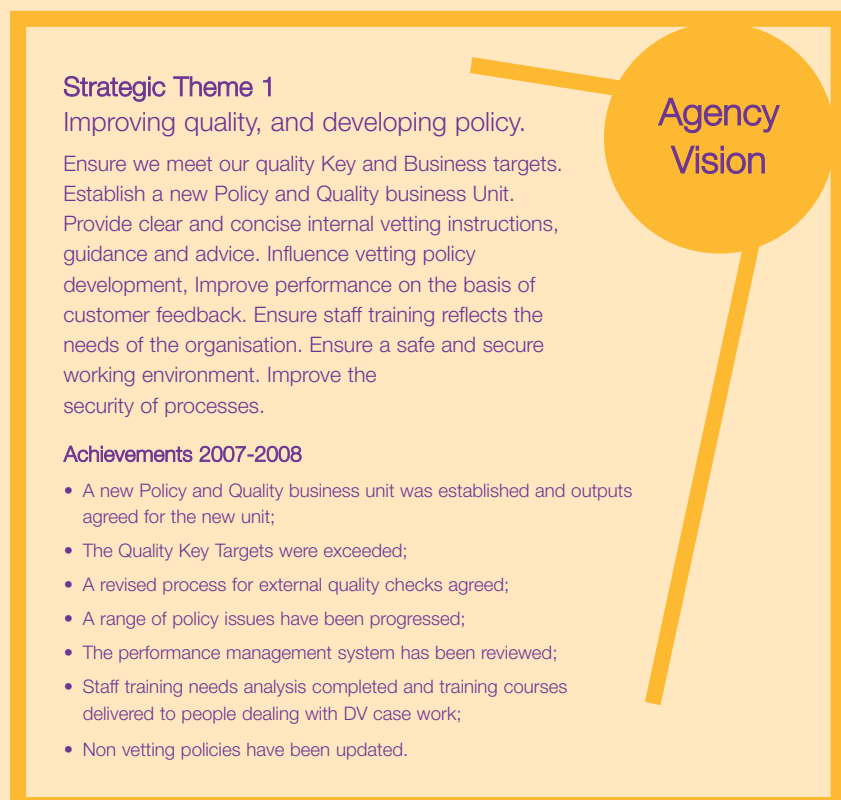 Strategic Theme 1
Improving quality, and developing policy.
Ensure we meet our quality Key and Business targets.
Establish a new Policy and Quality business Unit.
Provide clear and concise internal vetting instructions,
guidance and advice. Influence vetting policy
development, Improve performance on the basis of
customer feedback. Ensure staff training reflects the
needs of the organisation. Ensure a safe and secure
working environment. Improve the
security of processes.
Achievements 2007-2008
• A new Policy and Quality business unit was established and outputs
agreed for the new unit;
• The Quality Key Targets were exceeded;
• A revised process for external quality checks agreed;
• A range of policy issues have been progressed;
• The performance management system has been reviewed;
• Staff training needs analysis completed and training courses
delivered to people dealing with DV case work;
• Non vetting policies have been updated.
Agency
Vision